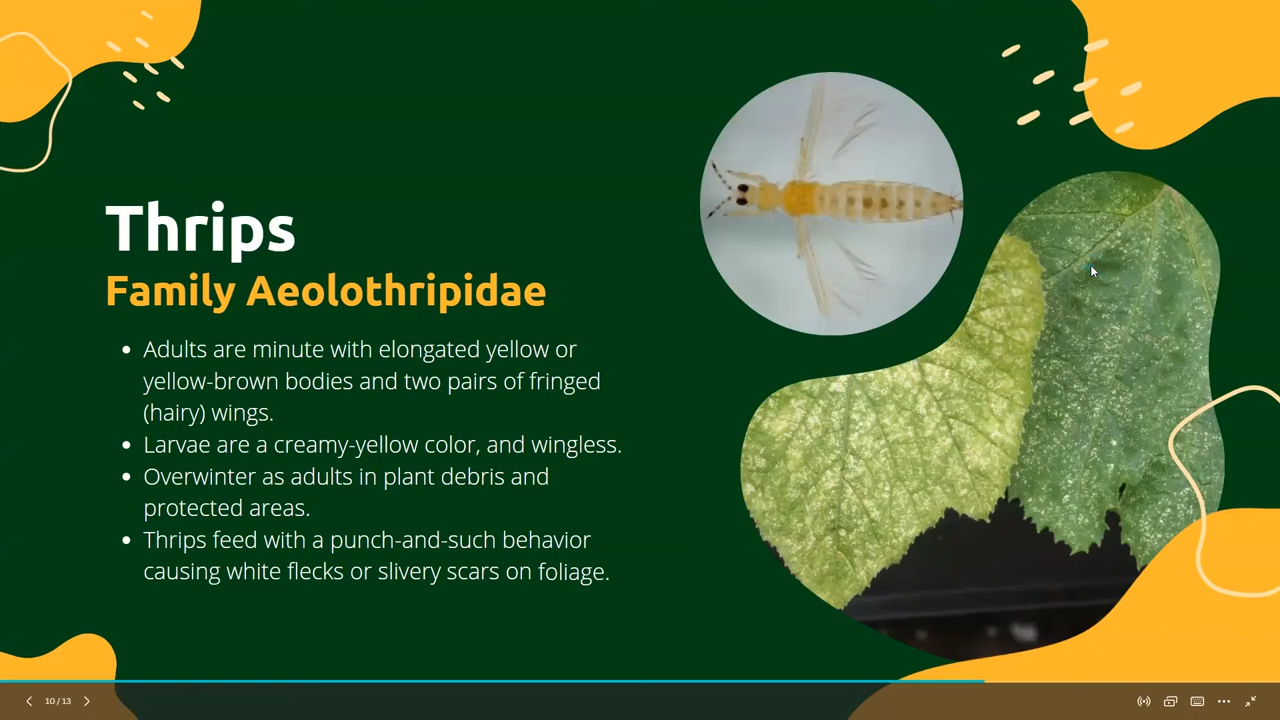 Thrips
Family Aeolothripidae
• Adults are minute with elongated yellow or
yellow-brown bodies and two pairs of fringed
(hairy) wings.
• Larvae are a creamy-yellow color, and wingless.
• Overwinter as adults in plant debris and
protected areas.
• Thrips feed with a punch-and-such behavior
causing white flecks or slivery scars on foliage.
10 / 13